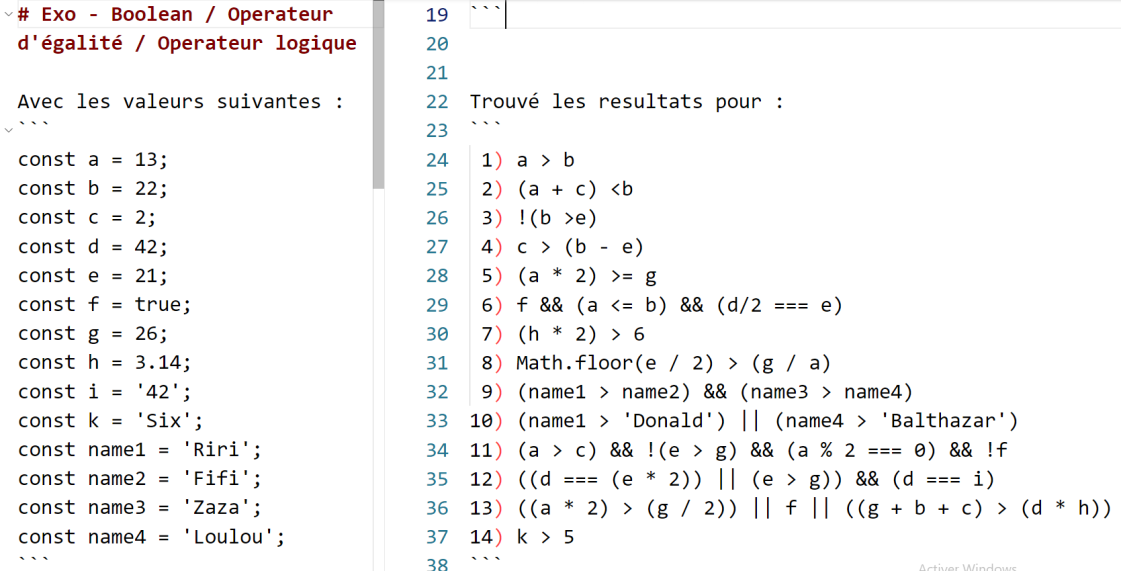 # Exo - Boolean / Operateur
d'égalité / Operateur logique
Avec les valeurs suivantes :
```
const a = 13;
const b = 22;
const c = 2;
const d = 42;
const e = 21;
const f = true;
const g = 26;
const h = 3.14;
const i = '42';
const k = 'Six';
const name1 = 'Riri';
const name2 = 'Fifi';
const name3 = 'Zaza';
const name4 = 'Loulou';
```
19 ```
20
21
22 Trouvé les resultats pour :
23 ```
24 1) a > b
25 2) (a + c) <b
26 3) !(b >e)
27 4) c > (b - e)
28 5) (a * 2) >= g
29 6) f && (a <= b) && (d/2 === e)
30 7) (h * 2) > 6
31 8) Math.floor(e / 2) > (g / a)
32 9) (name1 > name2) && (name3 > name4)
33 10) (name1 > 'Donald') || (name4 > 'Balthazar')
34 11) (a > c) && !(e > g) && (a % 2 === 0) && !f
35 12) ((d === (e * 2)) || (e > g)) && (d === i)
36 13) ((a * 2) > (g / 2)) || f || ((g + b + c) > (d * h))
37 14) k > 5
38 ```
Activer Windows